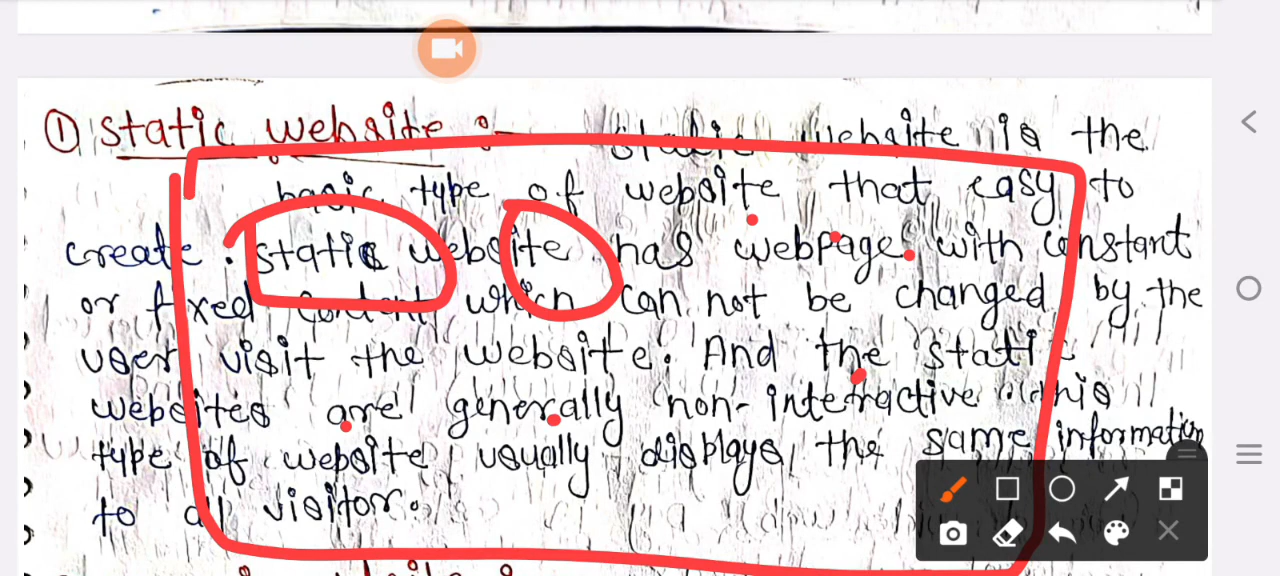 ① static website :- static website is the
basic type of website that easy to
create. static website has webpage with constant
or fixed content which can not be changed by the
user visit the website. And the static
websites are generally non-interactive this
type of website usually displays the same information
to all visitor.